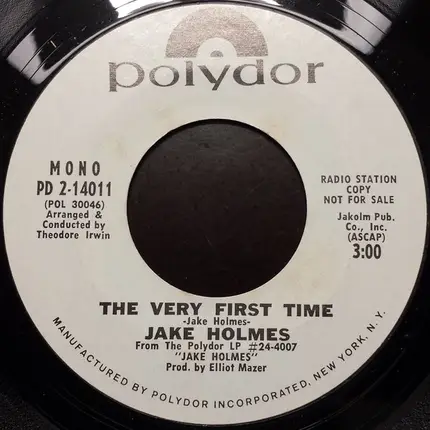 polydor
MONO
PD 2-14011
(POL 30046)
Arranged &
Conducted by
Theodore Irwin
RADIO STATION
COPY
NOT FOR SALE
Jakolm Pub.
Co., Inc.
(ASCAP)
3:00
THE VERY FIRST TIME
-Jake Holmes-
JAKE HOLMES
From The Polydor LP #24-4007
"JAKE HOLMES"
Prod. by Elliot Mazer
MANUFACTURED BY POLYDOR INCORPORATED, NEW YORK, N.Y.